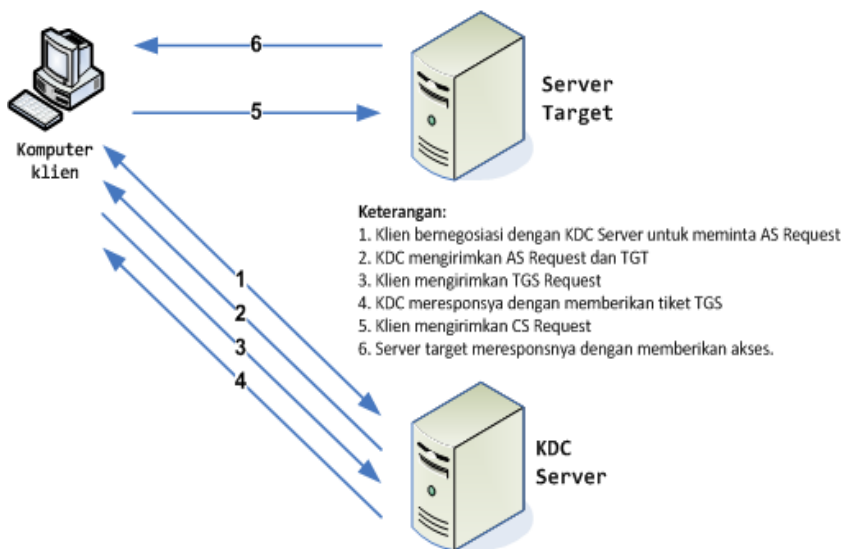 6
Server
Target
5
Komputer
klien
Keterangan:
1. Klien bernegosiasi dengan KDC Server untuk meminta AS Request
2. KDC mengirimkan AS Request dan TGT
3. Klien mengirimkan TGS Request
4. KDC meresponsya dengan memberikan tiket TGS
5. Klien mengirimkan CS Request
6. Server target meresponsnya dengan memberikan akses.
1
2
3
4
KDC
Server